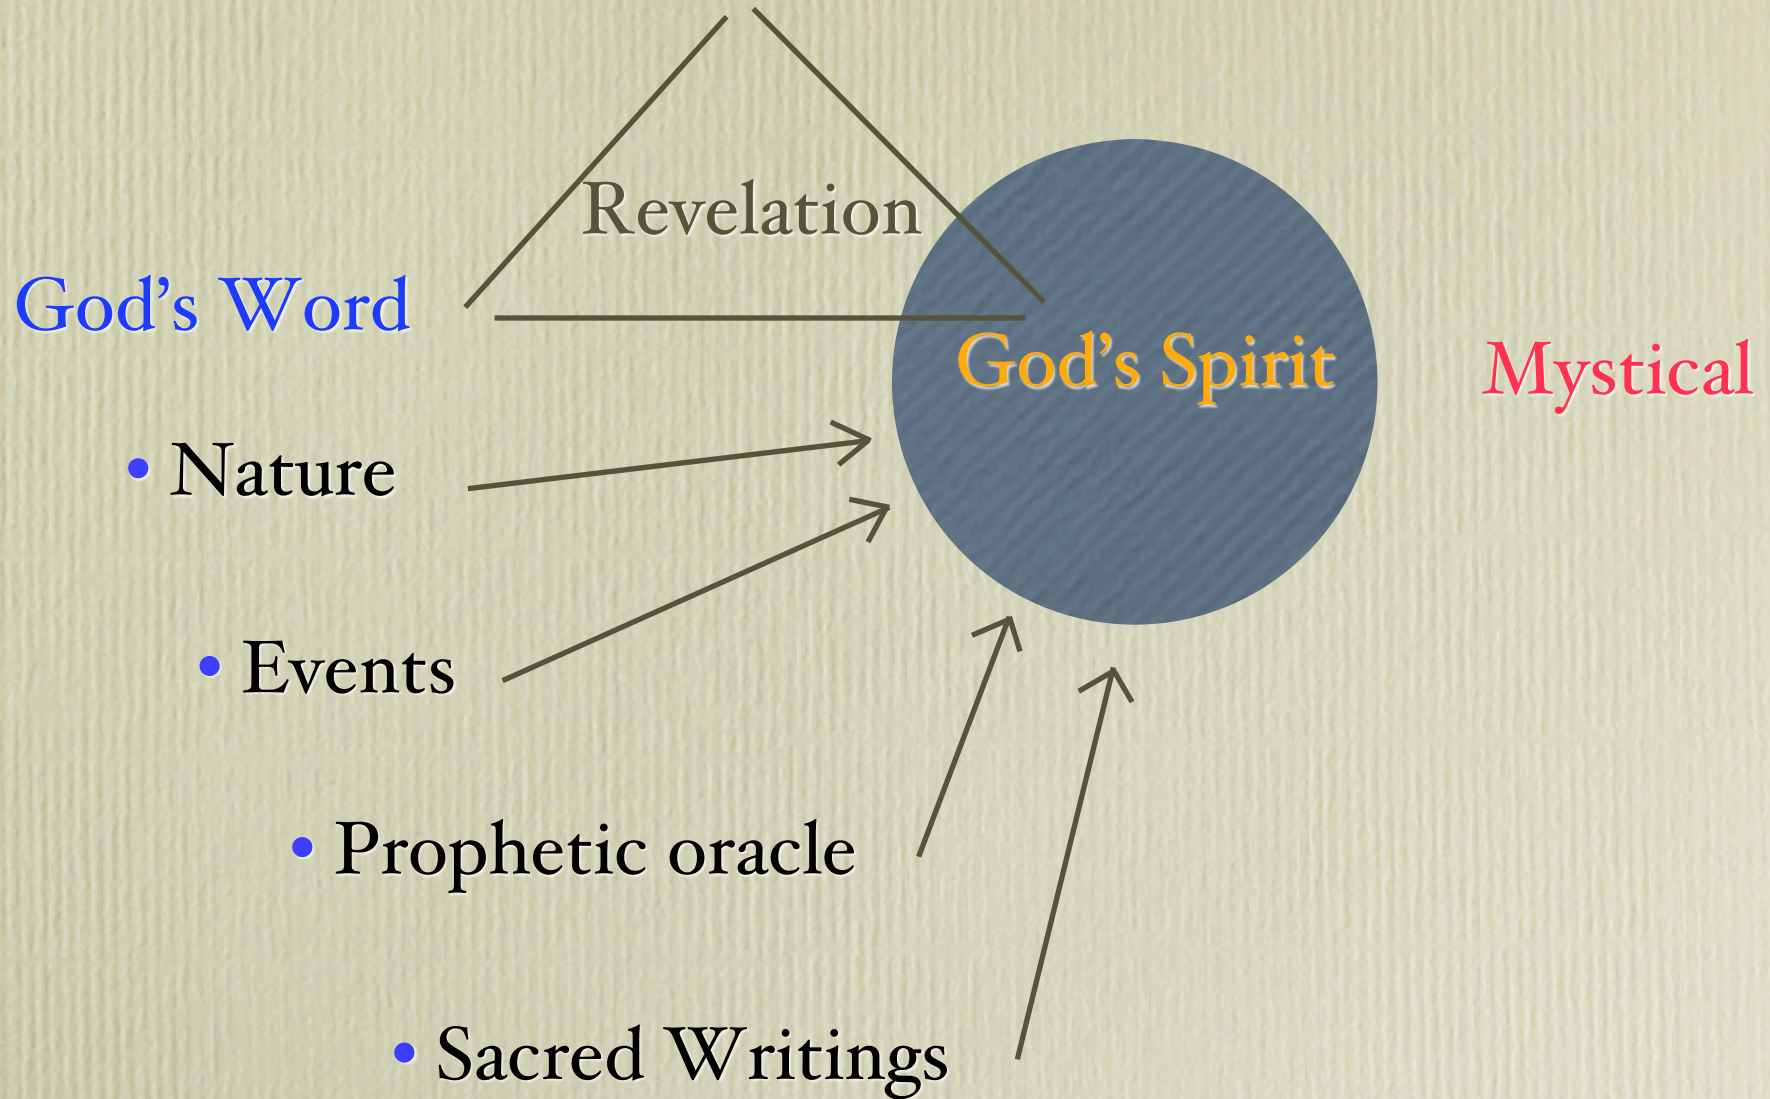 Revelation
God’s Word
God’s Spirit
Mystical
• Nature
• Events
• Prophetic oracle
• Sacred Writings